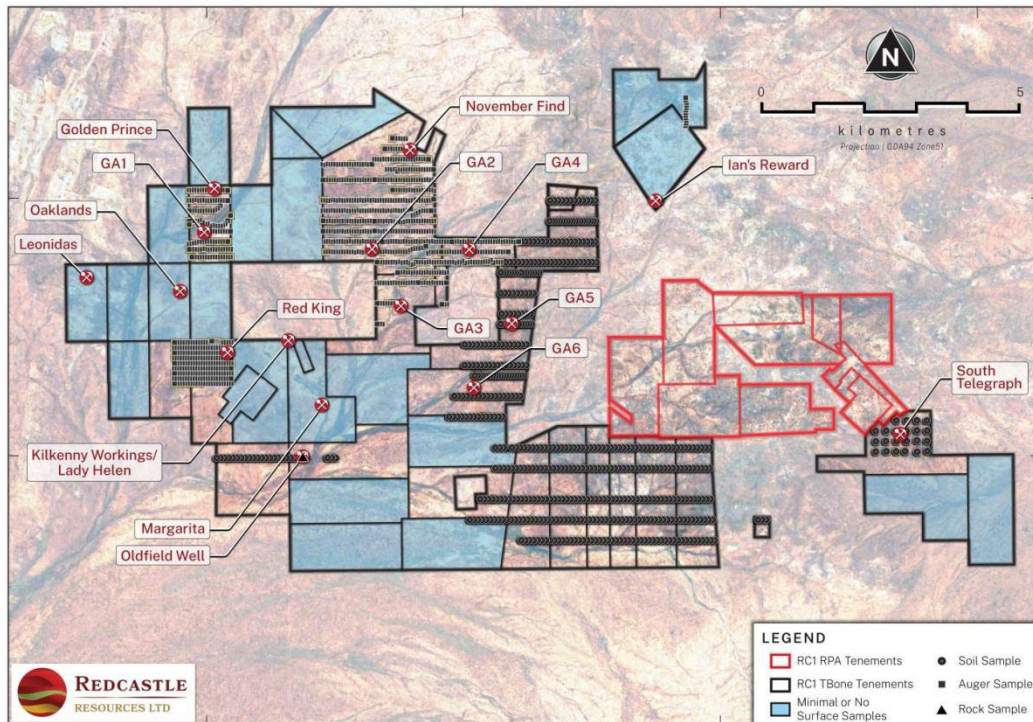 N
0
5
kilometres
Projection | GDA94 Zone51
November Find
Golden Prince
GA1
GA2
GA4
Ian's Reward
Oaklands
Leonidas
Red King
GA3
GA5
GA6
South
Telegraph
Kilkenny Workings/
Lady Helen
Margarita
Oldfield Well
LEGEND
RC1 RPA Tenements
RC1 TBone Tenements
Minimal or No
Surface Samples
Soil Sample
Auger Sample
Rock Sample
REDCASTLE
RESOURCES LTD